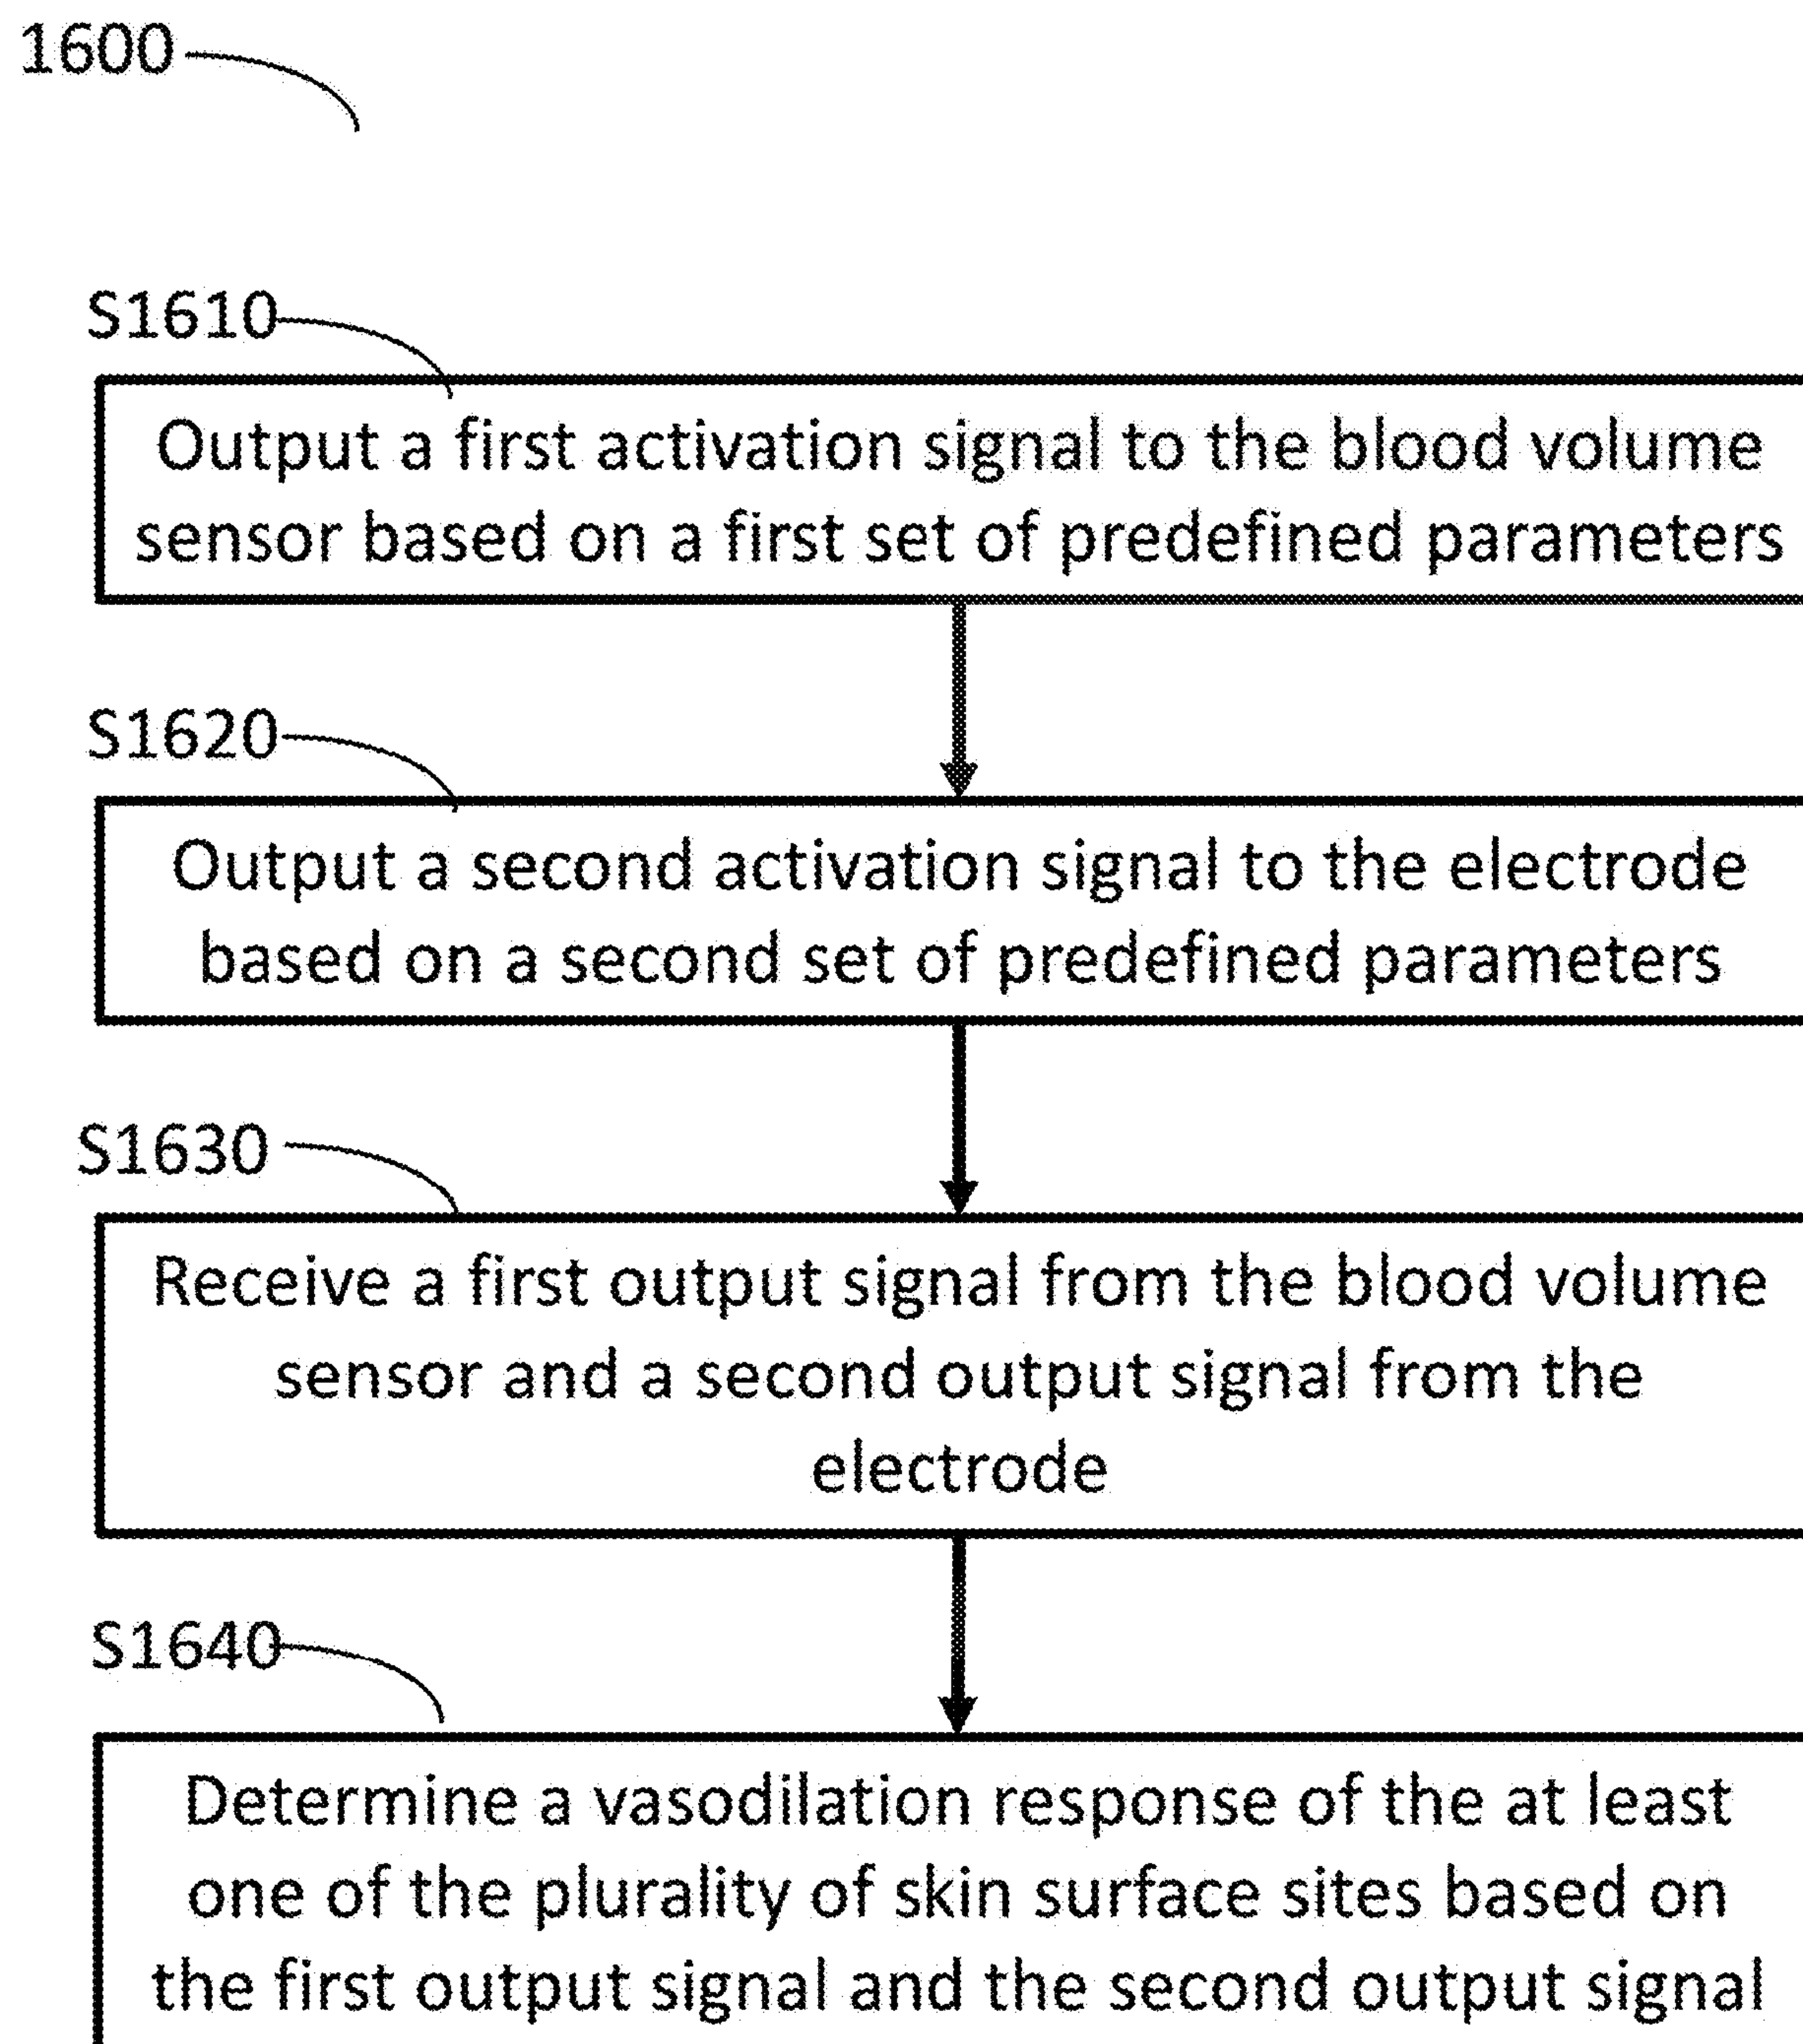 1600
S1610
Output a first activation signal to the blood volume
sensor based on a first set of predefined parameters
S1620
Output a second activation signal to the electrode
based on a second set of predefined parameters
S1630
Receive a first output signal from the blood volume
sensor and a second output signal from the
electrode
S1640
Determine a vasodilation response of the at least
one of the plurality of skin surface sites based on
the first output signal and the second output signal